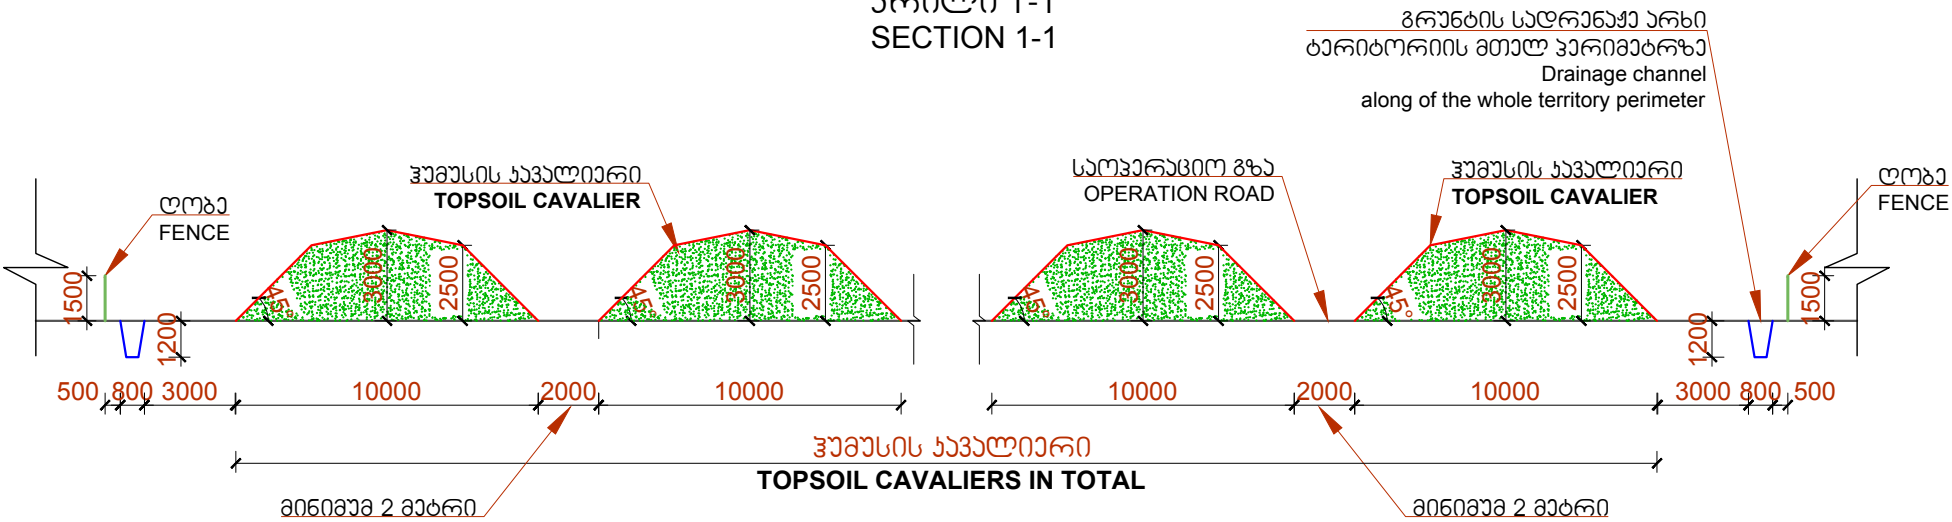 ჭრილი 1-1
SECTION 1-1
გრუნტის სადრენაჟე არხი
ტერიტორიის მთელ პერიმეტრზე
Drainage channel
along of the whole territory perimeter
ღობე
FENCE
ჰუმუსის კავალიერი
TOPSOIL CAVALIER
საოპერაციო გზა
OPERATION ROAD
ჰუმუსის კავალიერი
TOPSOIL CAVALIER
ღობე
FENCE
1500
1200
45°
3000
2500
45°
3000
2500
45°
3000
2500
45°
3000
2500
1200
1500
500 800 3000 10000 2000 10000 10000 2000 10000 3000 800 500
ჰუმუსის კავალიერი
TOPSOIL CAVALIERS IN TOTAL
მინიმუმ 2 მეტრი
მინიმუმ 2 მეტრი